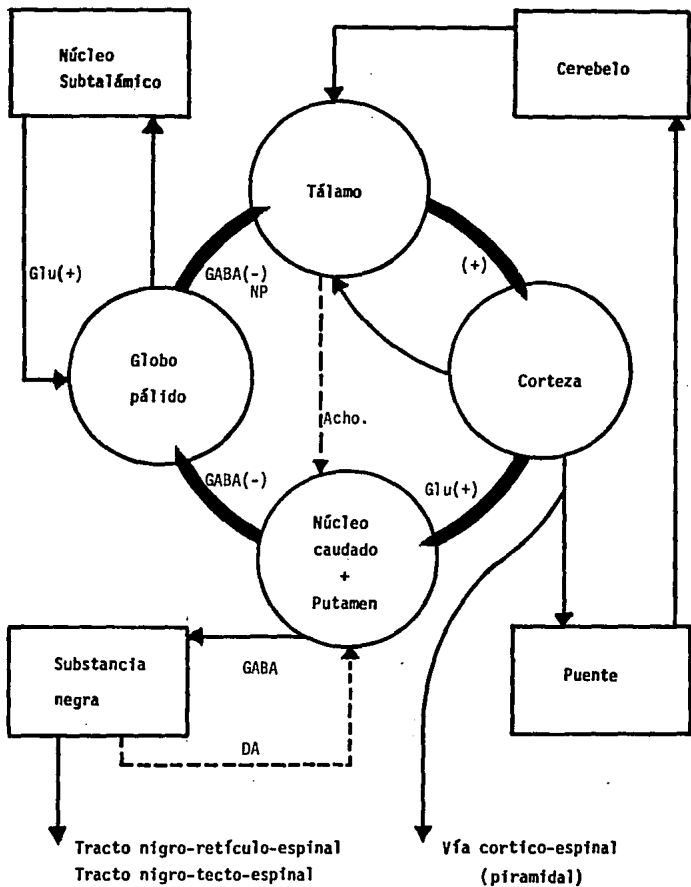 Núcleo
Subtalámico
Cerebelo
Tálamo
Glu(+)
GABA(-)
NP
(+)
Globo
pálido
Corteza
Acho.
GABA(-)
Glu(+)
Núcleo
caudado
+
Putamen
Substancia
negra
GABA
Puente
DA
Tracto nigro-retículo-espinal
Tracto nigro-tecto-espinal
Vía cortico-espinal
(piramidal)